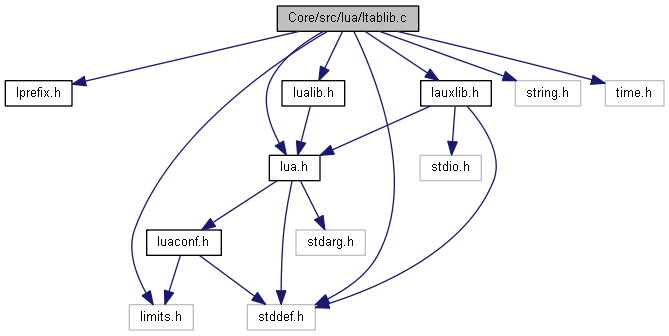 Core/src/lua/ltablib.c
lprefix.h
lualib.h
lauxlib.h
string.h
time.h
lua.h
stdio.h
luaconf.h
stdarg.h
limits.h
stddef.h